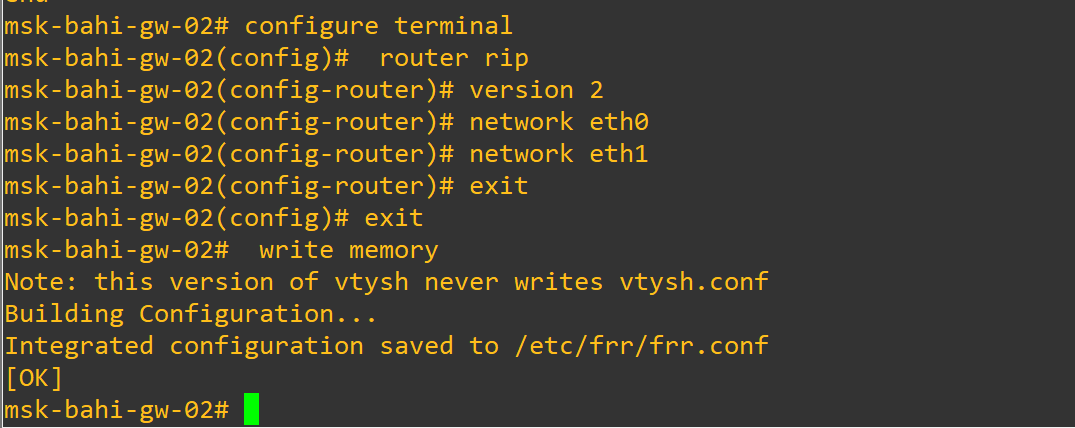 msk-bahi-gw-02# configure terminal
msk-bahi-gw-02(config)#  router rip
msk-bahi-gw-02(config-router)# version 2
msk-bahi-gw-02(config-router)# network eth0
msk-bahi-gw-02(config-router)# network eth1
msk-bahi-gw-02(config-router)# exit
msk-bahi-gw-02(config)# exit
msk-bahi-gw-02#  write memory
Note: this version of vtysh never writes vtysh.conf
Building Configuration...
Integrated configuration saved to /etc/frr/frr.conf
[OK]
msk-bahi-gw-02#